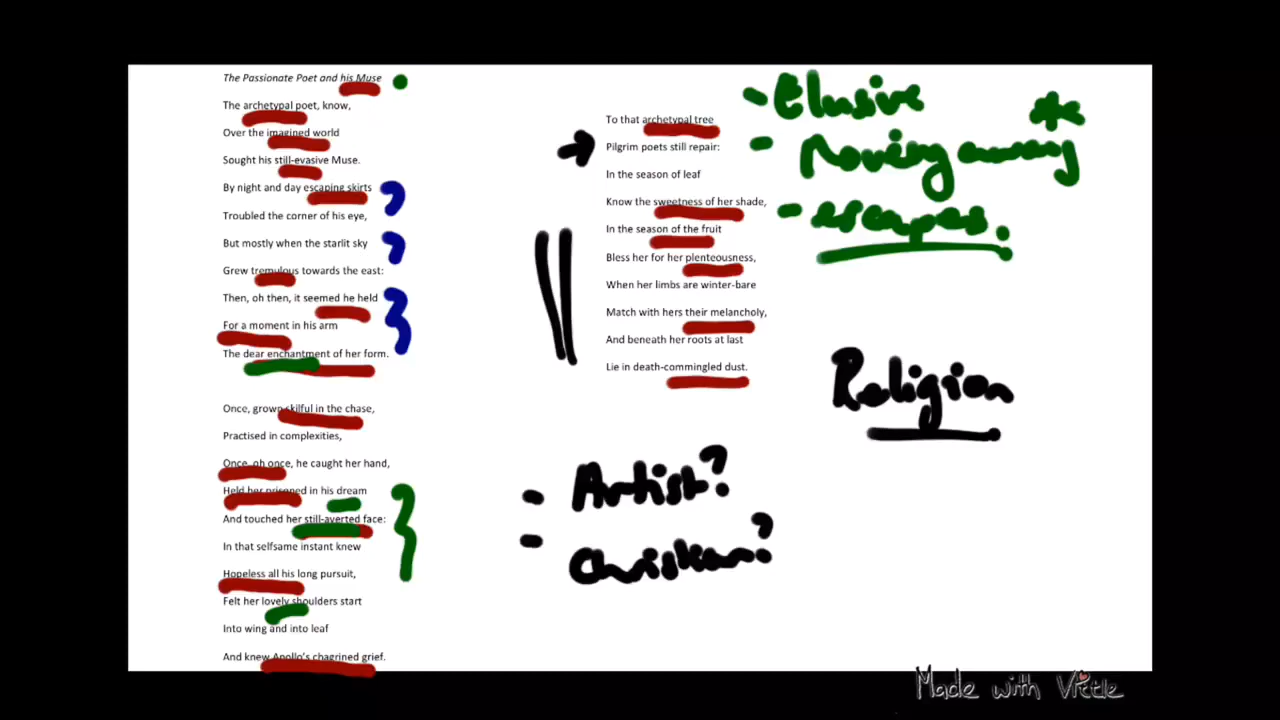 The Passionate Poet and his Muse
The archetypal poet, know,
Over the imagined world
Sought his still-evasive Muse.
By night and day escaping skirts
Troubled the corner of his eye,
But mostly when the starlit sky
Grew tremulous towards the east:
Then, oh then, it seemed he held
For a moment in his arm
The dear enchantment of her form.
Once, grown skilful in the chase,
Practised in complexities,
Once, oh once, he caught her hand,
Held her prisoned in his dream
And touched her still-averted face:
In that selfsame instant knew
Hopeless all his long pursuit,
Felt her lovely shoulders start
Into wing and into leaf
And knew Apollo's chagrined grief.
To that archetypal tree
Pilgrim poets still repair:
In the season of leaf
Know the sweetness of her shade,
In the season of the fruit
Bless her for her plenteousness,
When her limbs are winter-bare
Match with hers their melancholy,
And beneath her roots at last
Lie in death-commingled dust.
- Elusive
- Moving away
- escapes.
Religion
- Artist?
- Christian?
Made with Vittle